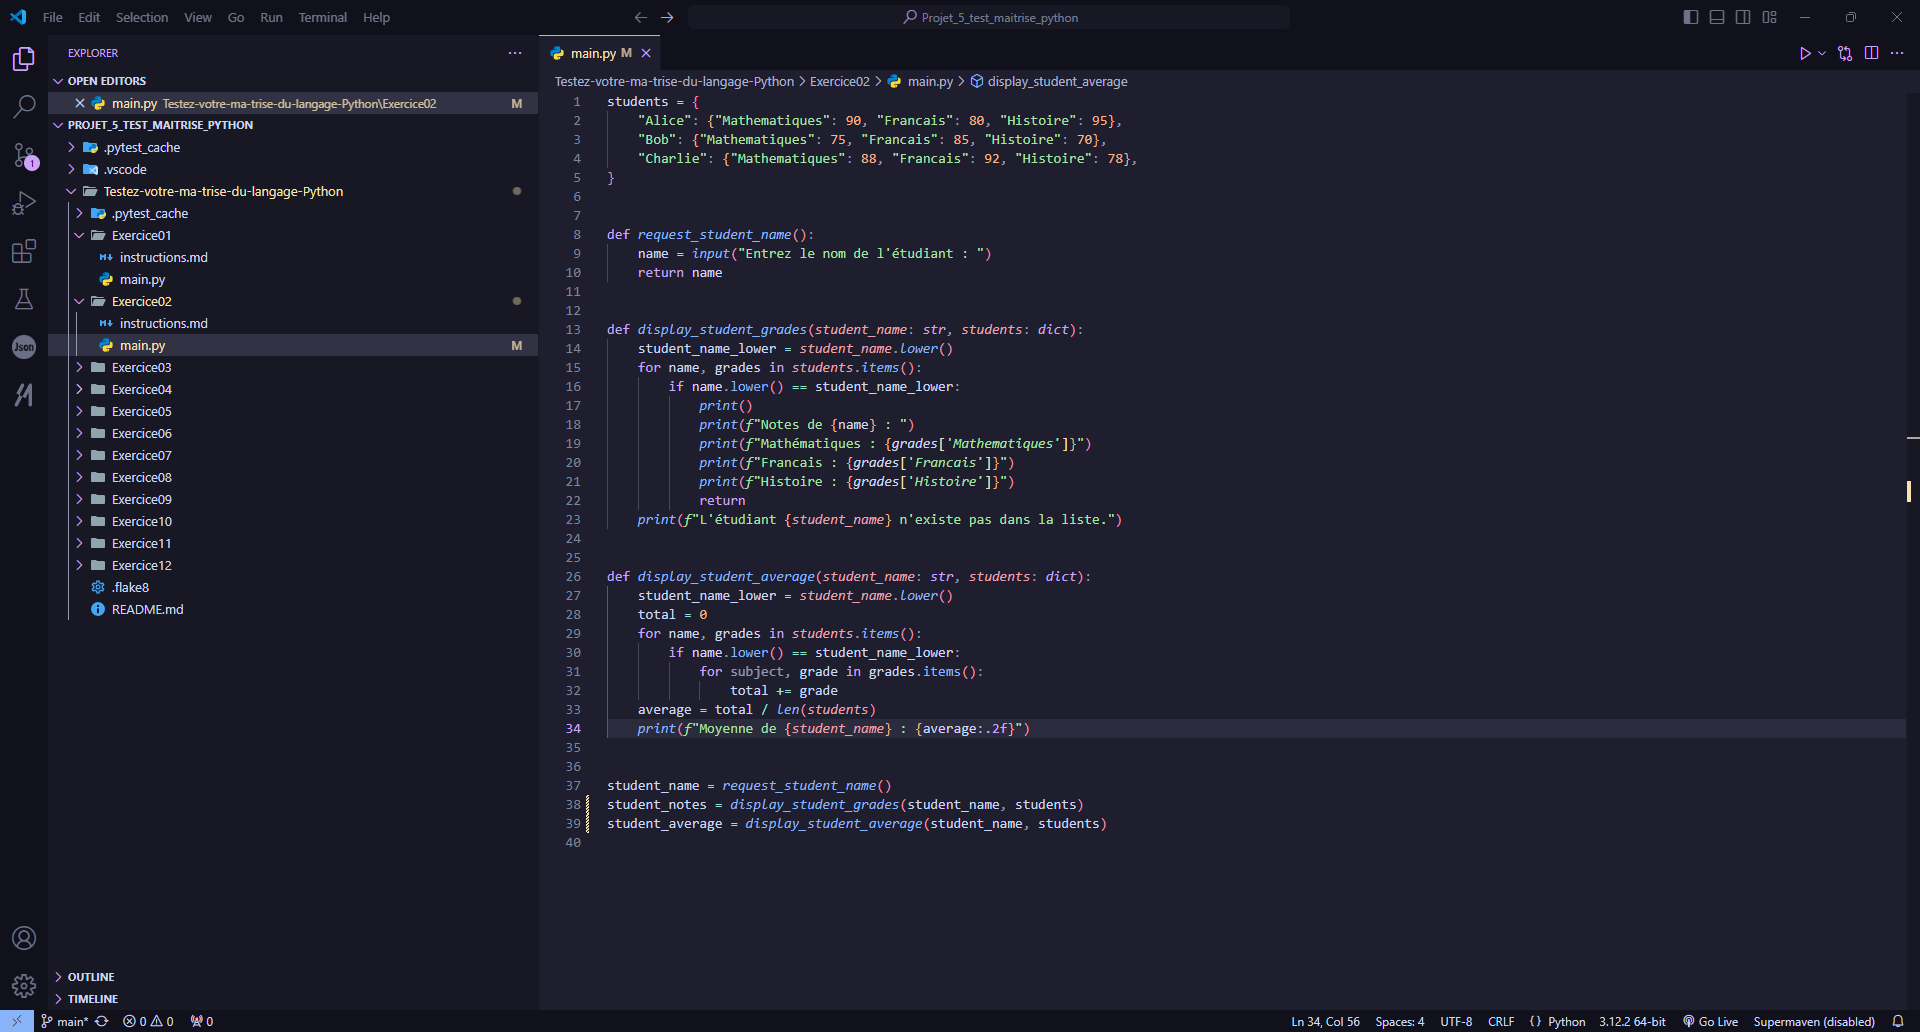 File Edit Selection View Go Run Terminal Help
Projet_5_test_maitrise_python
EXPLORER
OPEN EDITORS
main.py Testez-votre-ma-trise-du-langage-Python\Exercice02 M
PROJET_5_TEST_MAITRISE_PYTHON
.pytest_cache
.vscode
Testez-votre-ma-trise-du-langage-Python
.pytest_cache
Exercice01
instructions.md
main.py
Exercice02
instructions.md
main.py M
Exercice03
Exercice04
Exercice05
Exercice06
Exercice07
Exercice08
Exercice09
Exercice10
Exercice11
Exercice12
.flake8
README.md
OUTLINE
TIMELINE
1
Json
main.py M
Testez-votre-ma-trise-du-langage-Python > Exercice02 > main.py > display_student_average
1 students = {
2     "Alice": {"Mathematiques": 90, "Francais": 80, "Histoire": 95},
3     "Bob": {"Mathematiques": 75, "Francais": 85, "Histoire": 70},
4     "Charlie": {"Mathematiques": 88, "Francais": 92, "Histoire": 78},
5 }
6
7
8 def request_student_name():
9     name = input("Entrez le nom de l'étudiant : ")
10     return name
11
12
13 def display_student_grades(student_name: str, students: dict):
14     student_name_lower = student_name.lower()
15     for name, grades in students.items():
16         if name.lower() == student_name_lower:
17             print()
18             print(f"Notes de {name} : ")
19             print(f"Mathématiques : {grades['Mathematiques']}")
20             print(f"Francais : {grades['Francais']}")
21             print(f"Histoire : {grades['Histoire']}")
22             return
23     print(f"L'étudiant {student_name} n'existe pas dans la liste.")
24
25
26 def display_student_average(student_name: str, students: dict):
27     student_name_lower = student_name.lower()
28     total = 0
29     for name, grades in students.items():
30         if name.lower() == student_name_lower:
31             for subject, grade in grades.items():
32                 total += grade
33     average = total / len(students)
34     print(f"Moyenne de {student_name} : {average:.2f}")
35
36
37 student_name = request_student_name()
38 student_notes = display_student_grades(student_name, students)
39 student_average = display_student_average(student_name, students)
40
main* 0 0 0 Ln 34, Col 56 Spaces: 4 UTF-8 CRLF {} Python 3.12.2 64-bit Go Live Supermaven (disabled)